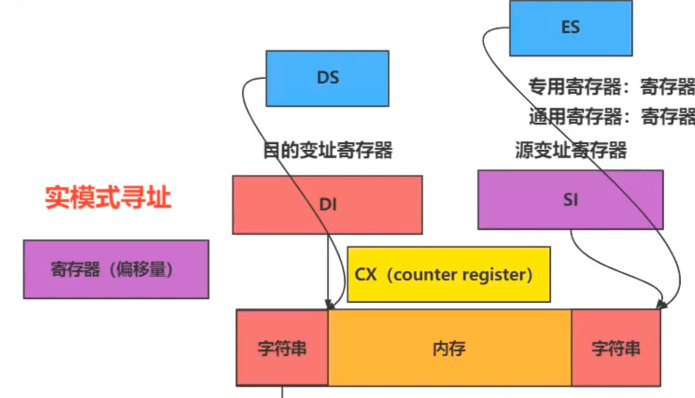 ES
DS
专用寄存器：寄存器
通用寄存器：寄存器
目的变址寄存器
源变址寄存器
实模式寻址
DI
SI
寄存器（偏移量）
CX（counter register）
字符串
内存
字符串